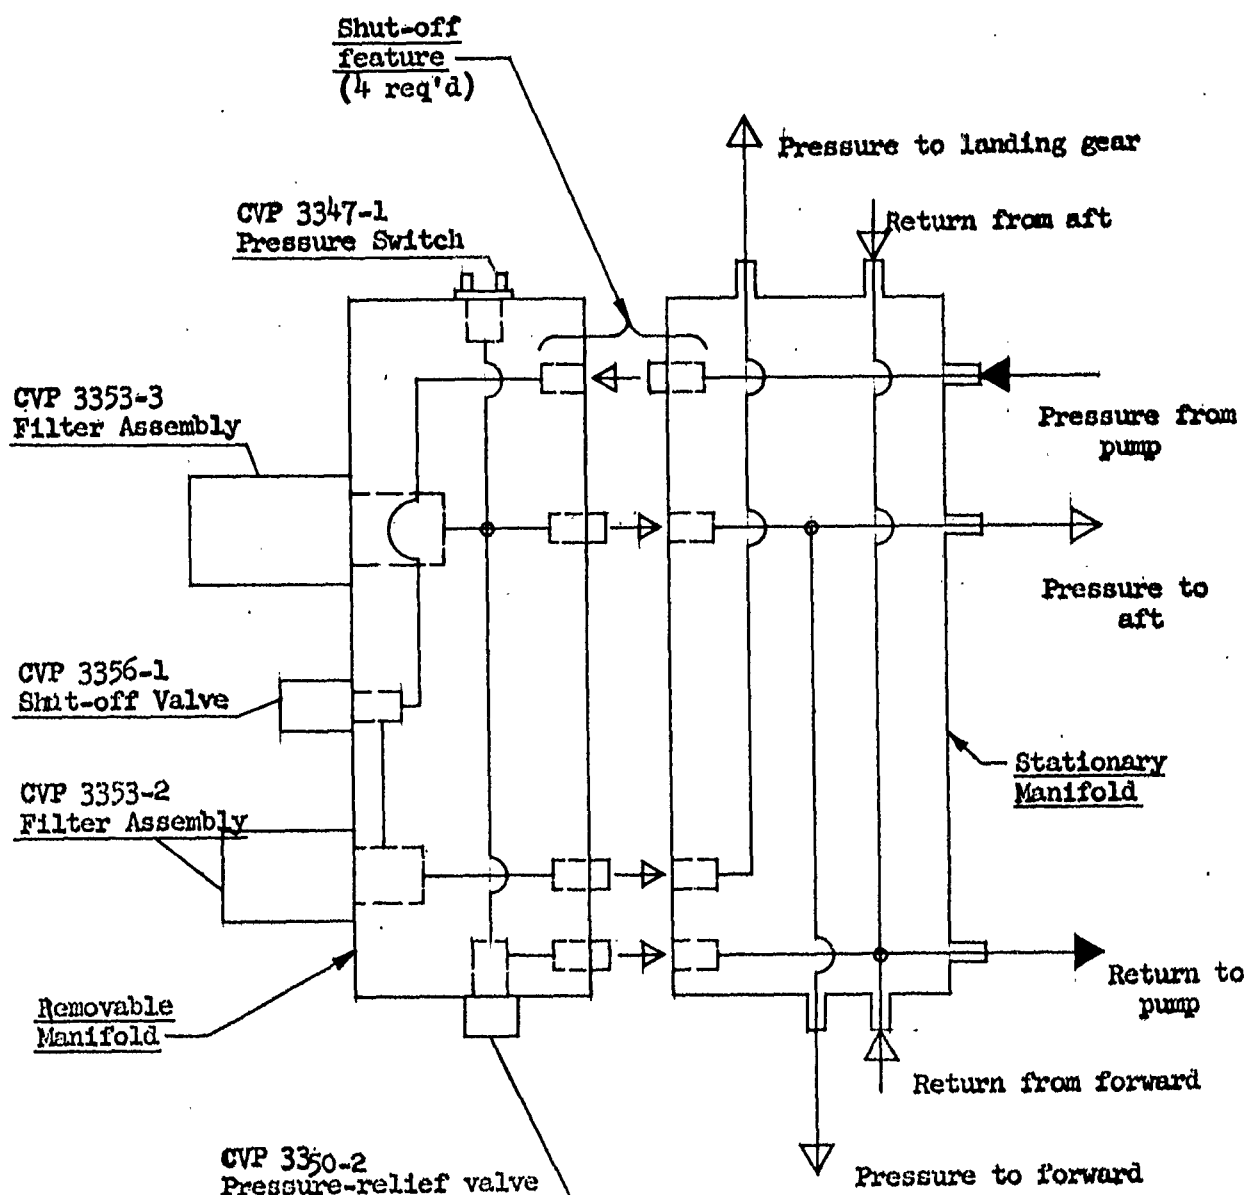 Shut-off
feature
(4 req'd)
Pressure to landing gear
CVP 3347-1
Pressure Switch
Return from aft
CVP 3353-3
Filter Assembly
Pressure from
pump
Pressure to
aft
CVP 3356-1
Shut-off Valve
Stationary
Manifold
CVP 3353-2
Filter Assembly
Removable
Manifold
Return to
pump
Return from forward
CVP 3350-2
Pressure-relief valve
Pressure to forward